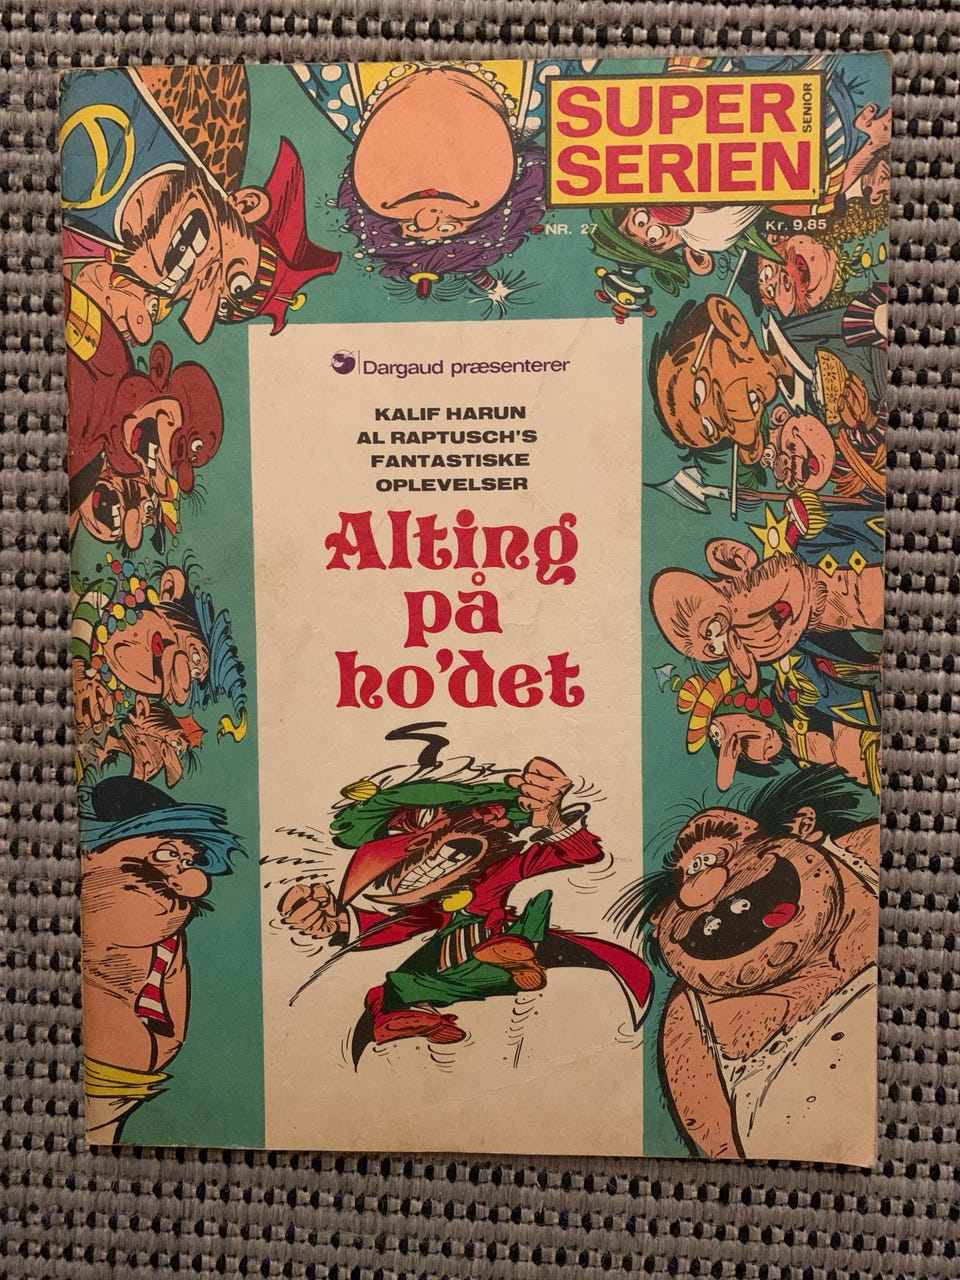 SUPER
SERIEN
SENIOR
NR. 27
Kr. 9,85
Dargaud præsenterer
KALIF HARUN
AL RAPTUSCH'S
FANTASTISKE
OPLEVELSER
Alting
på
ho'det